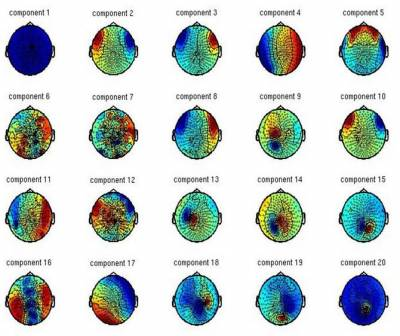 component 1 component 2 component 3 component 4 component 5
component 6 component 7 component 8 component 9 component 10
component 11 component 12 component 13 component 14 component 15
component 16 component 17 component 18 component 19 component 20